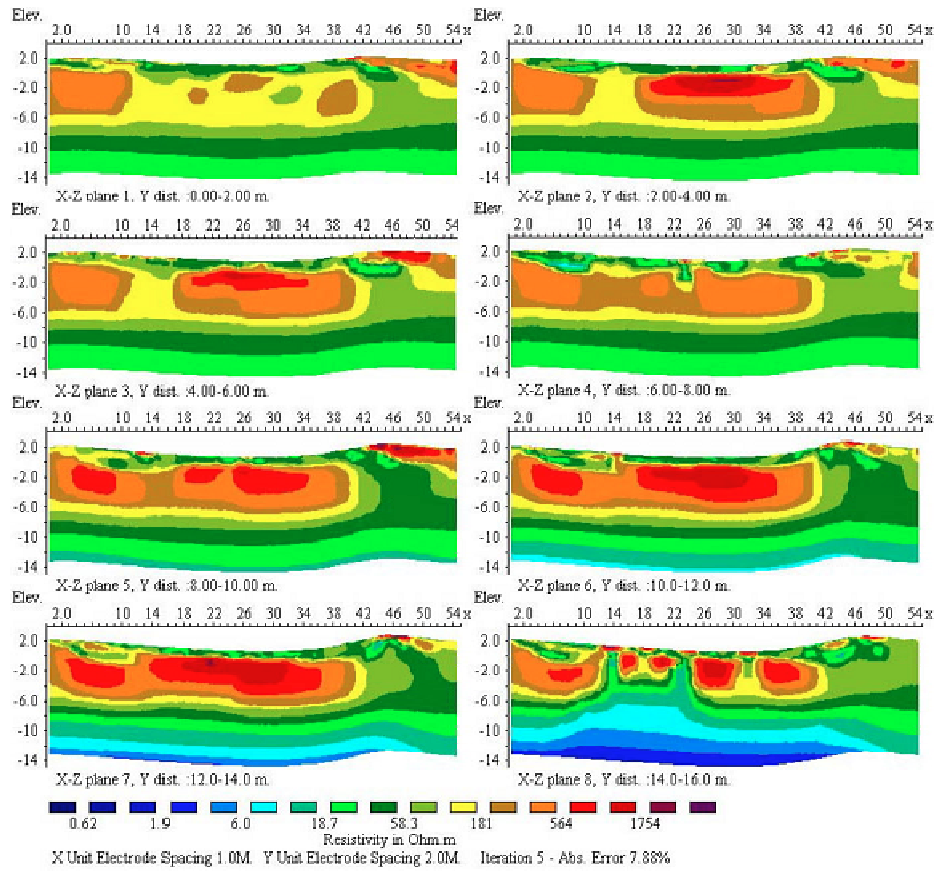 Elev. Elev.
2.0 10 14 18 22 26 30 34 38 42 46 50 54 x 2.0 10 14 18 22 26 30 34 38 42 46 50 54 x
2.0 2.0
-2.0 -2.0
-6.0 -6.0
-10 -10
-14 -14
X-Z plane 1, Y dist. :0.00-2.00 m. X-Z plane 2, Y dist. :2.00-4.00 m.
Elev. Elev.
2.0 10 14 18 22 26 30 34 38 42 46 50 54 x 2.0 10 14 18 22 26 30 34 38 42 46 50 54 x
2.0 2.0
-2.0 -2.0
-6.0 -6.0
-10 -10
-14 -14
X-Z plane 3, Y dist. :4.00-6.00 m. X-Z plane 4, Y dist. :6.00-8.00 m.
Elev. Elev.
2.0 10 14 18 22 26 30 34 38 42 46 50 54 x 2.0 10 14 18 22 26 30 34 38 42 46 50 54 x
2.0 2.0
-2.0 -2.0
-6.0 -6.0
-10 -10
-14 -14
X-Z plane 5, Y dist. :8.00-10.00 m. X-Z plane 6, Y dist. :10.0-12.0 m.
Elev. Elev.
2.0 10 14 18 22 26 30 34 38 42 46 50 54 x 2.0 10 14 18 22 26 30 34 38 42 46 50 54 x
2.0 2.0
-2.0 -2.0
-6.0 -6.0
-10 -10
-14 -14
X-Z plane 7, Y dist. :12.0-14.0 m. X-Z plane 8, Y dist. :14.0-16.0 m.
0.62 1.9 6.0 18.7 58.3 181 564 1754
Resistivity in Ohm.m
X Unit Electrode Spacing 1.0M. Y Unit Electrode Spacing 2.0M. Iteration 5 - Abs. Error 7.88%